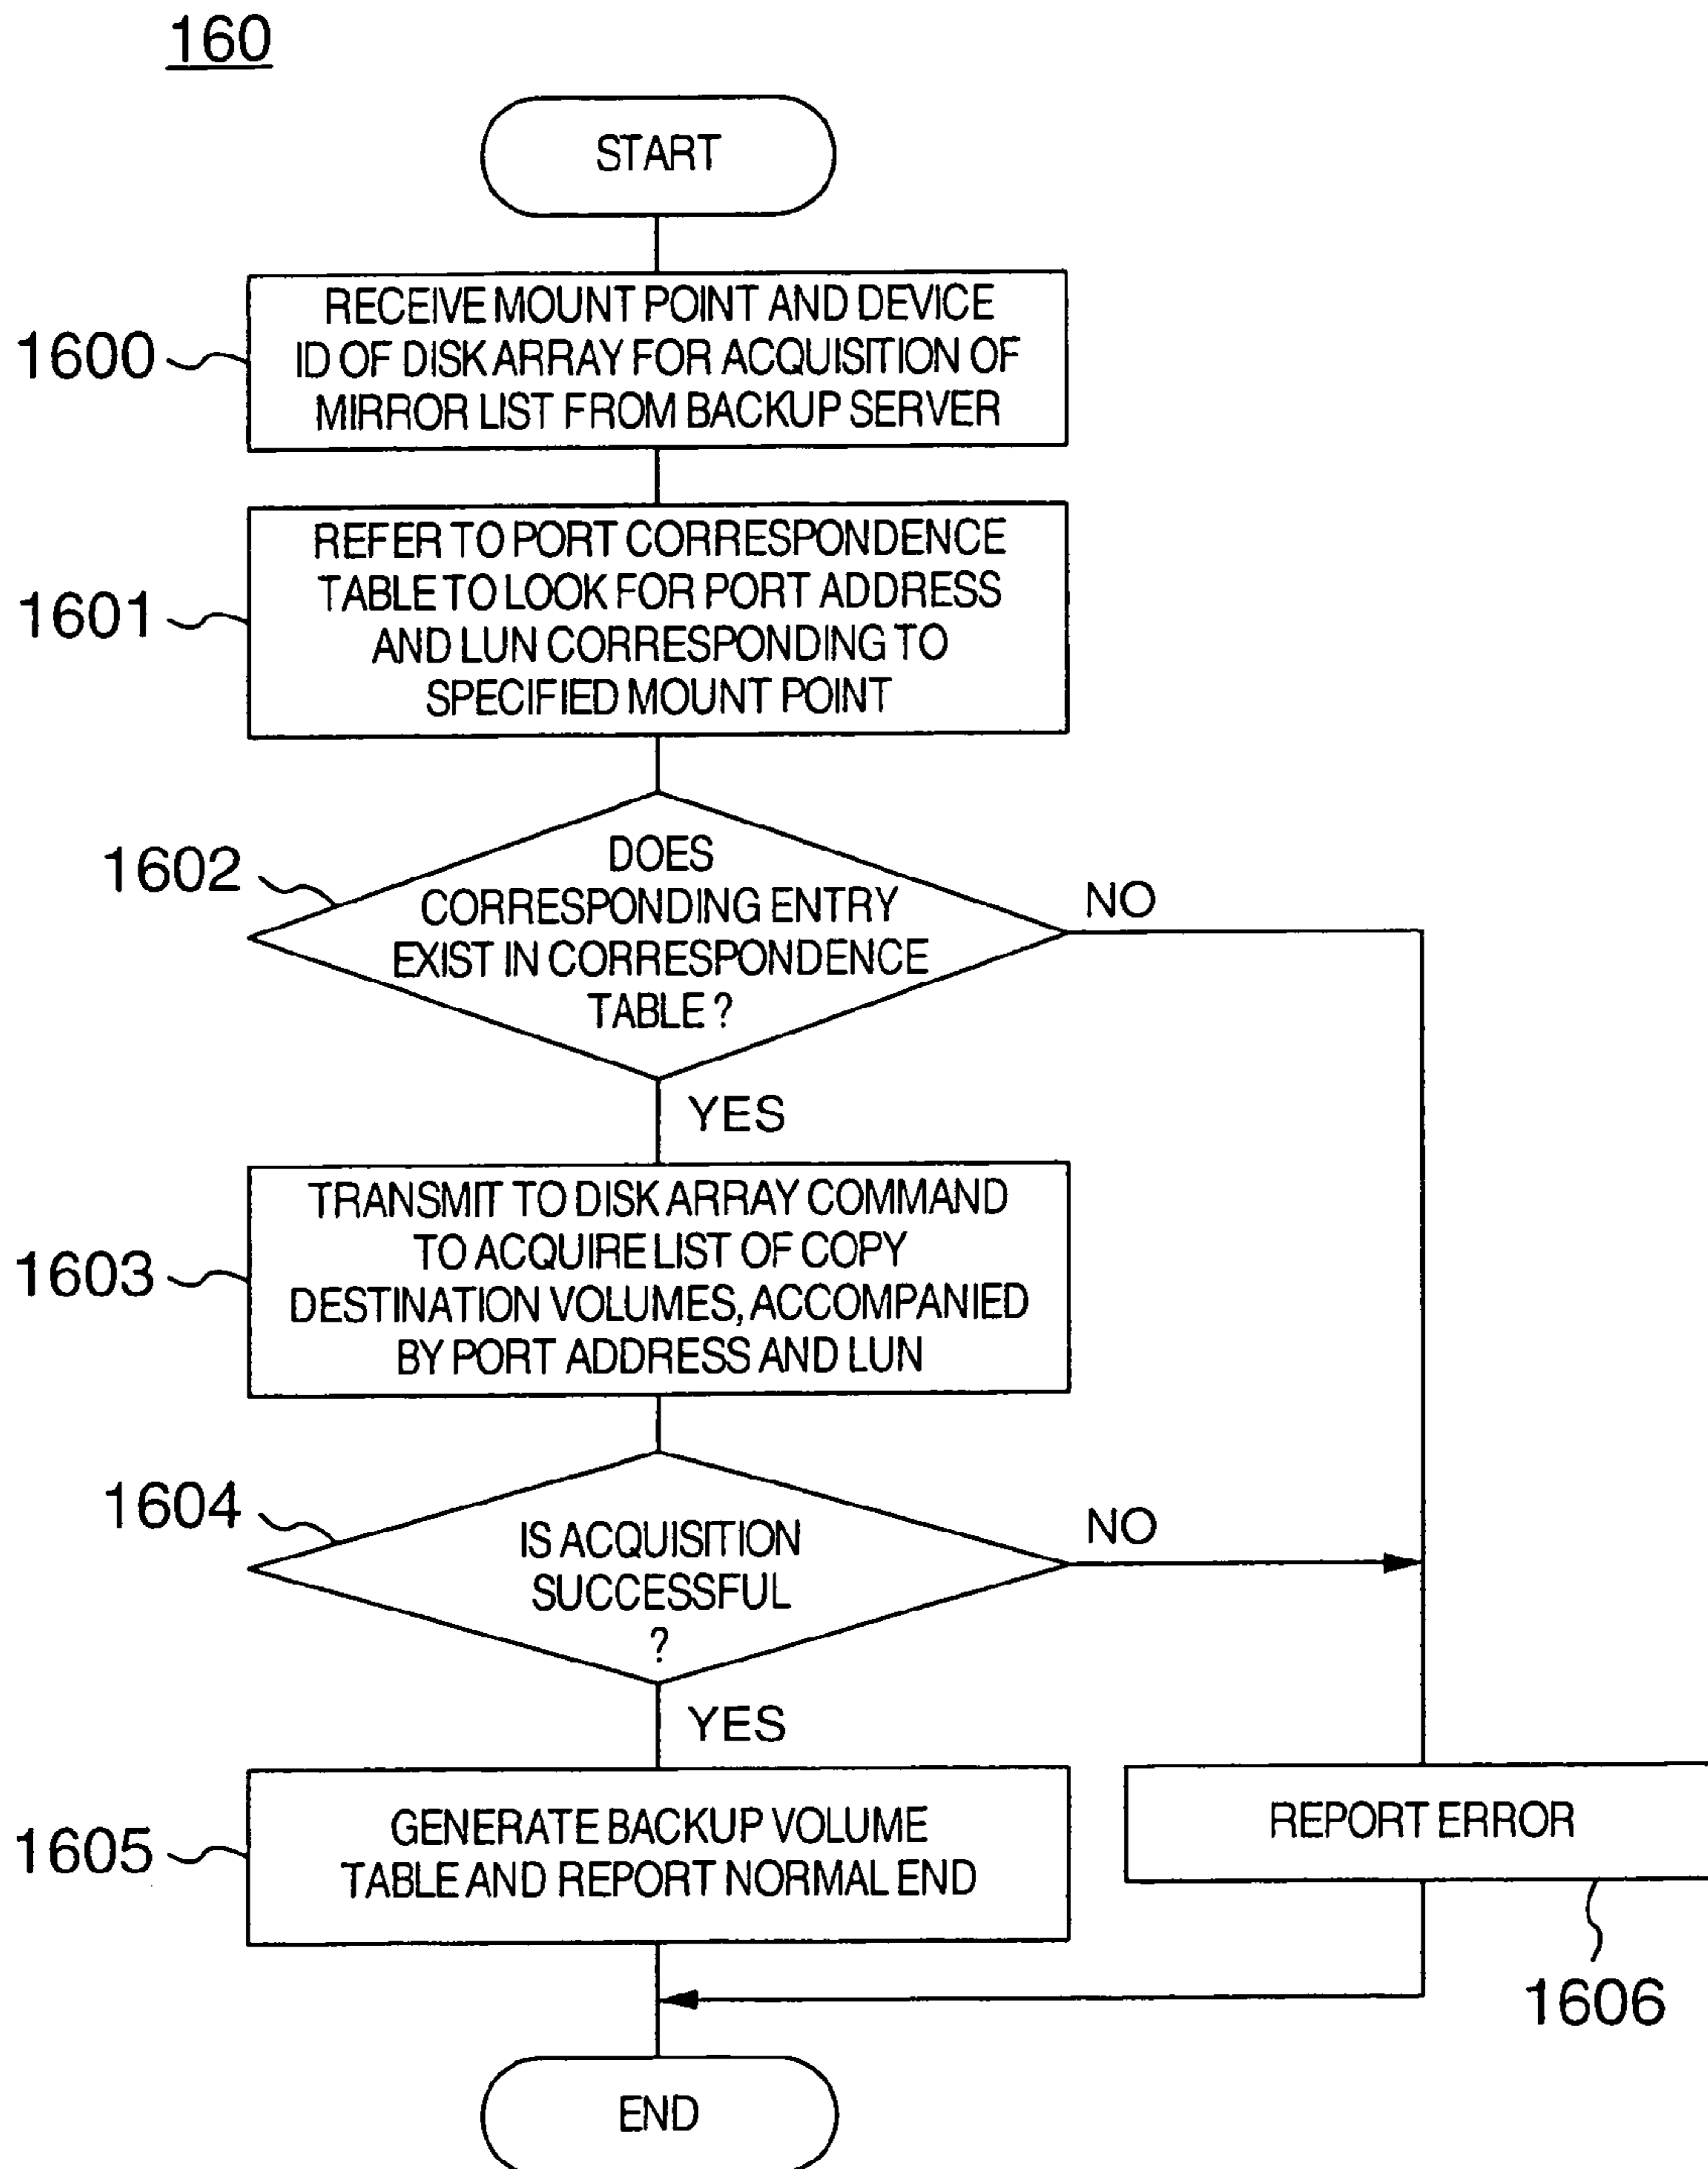 160
START
1600
RECEIVE MOUNT POINT AND DEVICE
ID OF DISK ARRAY FOR ACQUISITION OF
MIRROR LIST FROM BACKUP SERVER
1601
REFER TO PORT CORRESPONDENCE
TABLE TO LOOK FOR PORT ADDRESS
AND LUN CORRESPONDING TO
SPECIFIED MOUNT POINT
1602
DOES
CORRESPONDING ENTRY
EXIST IN CORRESPONDENCE
TABLE ?
NO
YES
1603
TRANSMIT TO DISK ARRAY COMMAND
TO ACQUIRE LIST OF COPY
DESTINATION VOLUMES, ACCOMPANIED
BY PORT ADDRESS AND LUN
1604
IS ACQUISITION
SUCCESSFUL
?
NO
YES
1605
GENERATE BACKUP VOLUME
TABLE AND REPORT NORMAL END
REPORT ERROR
1606
END